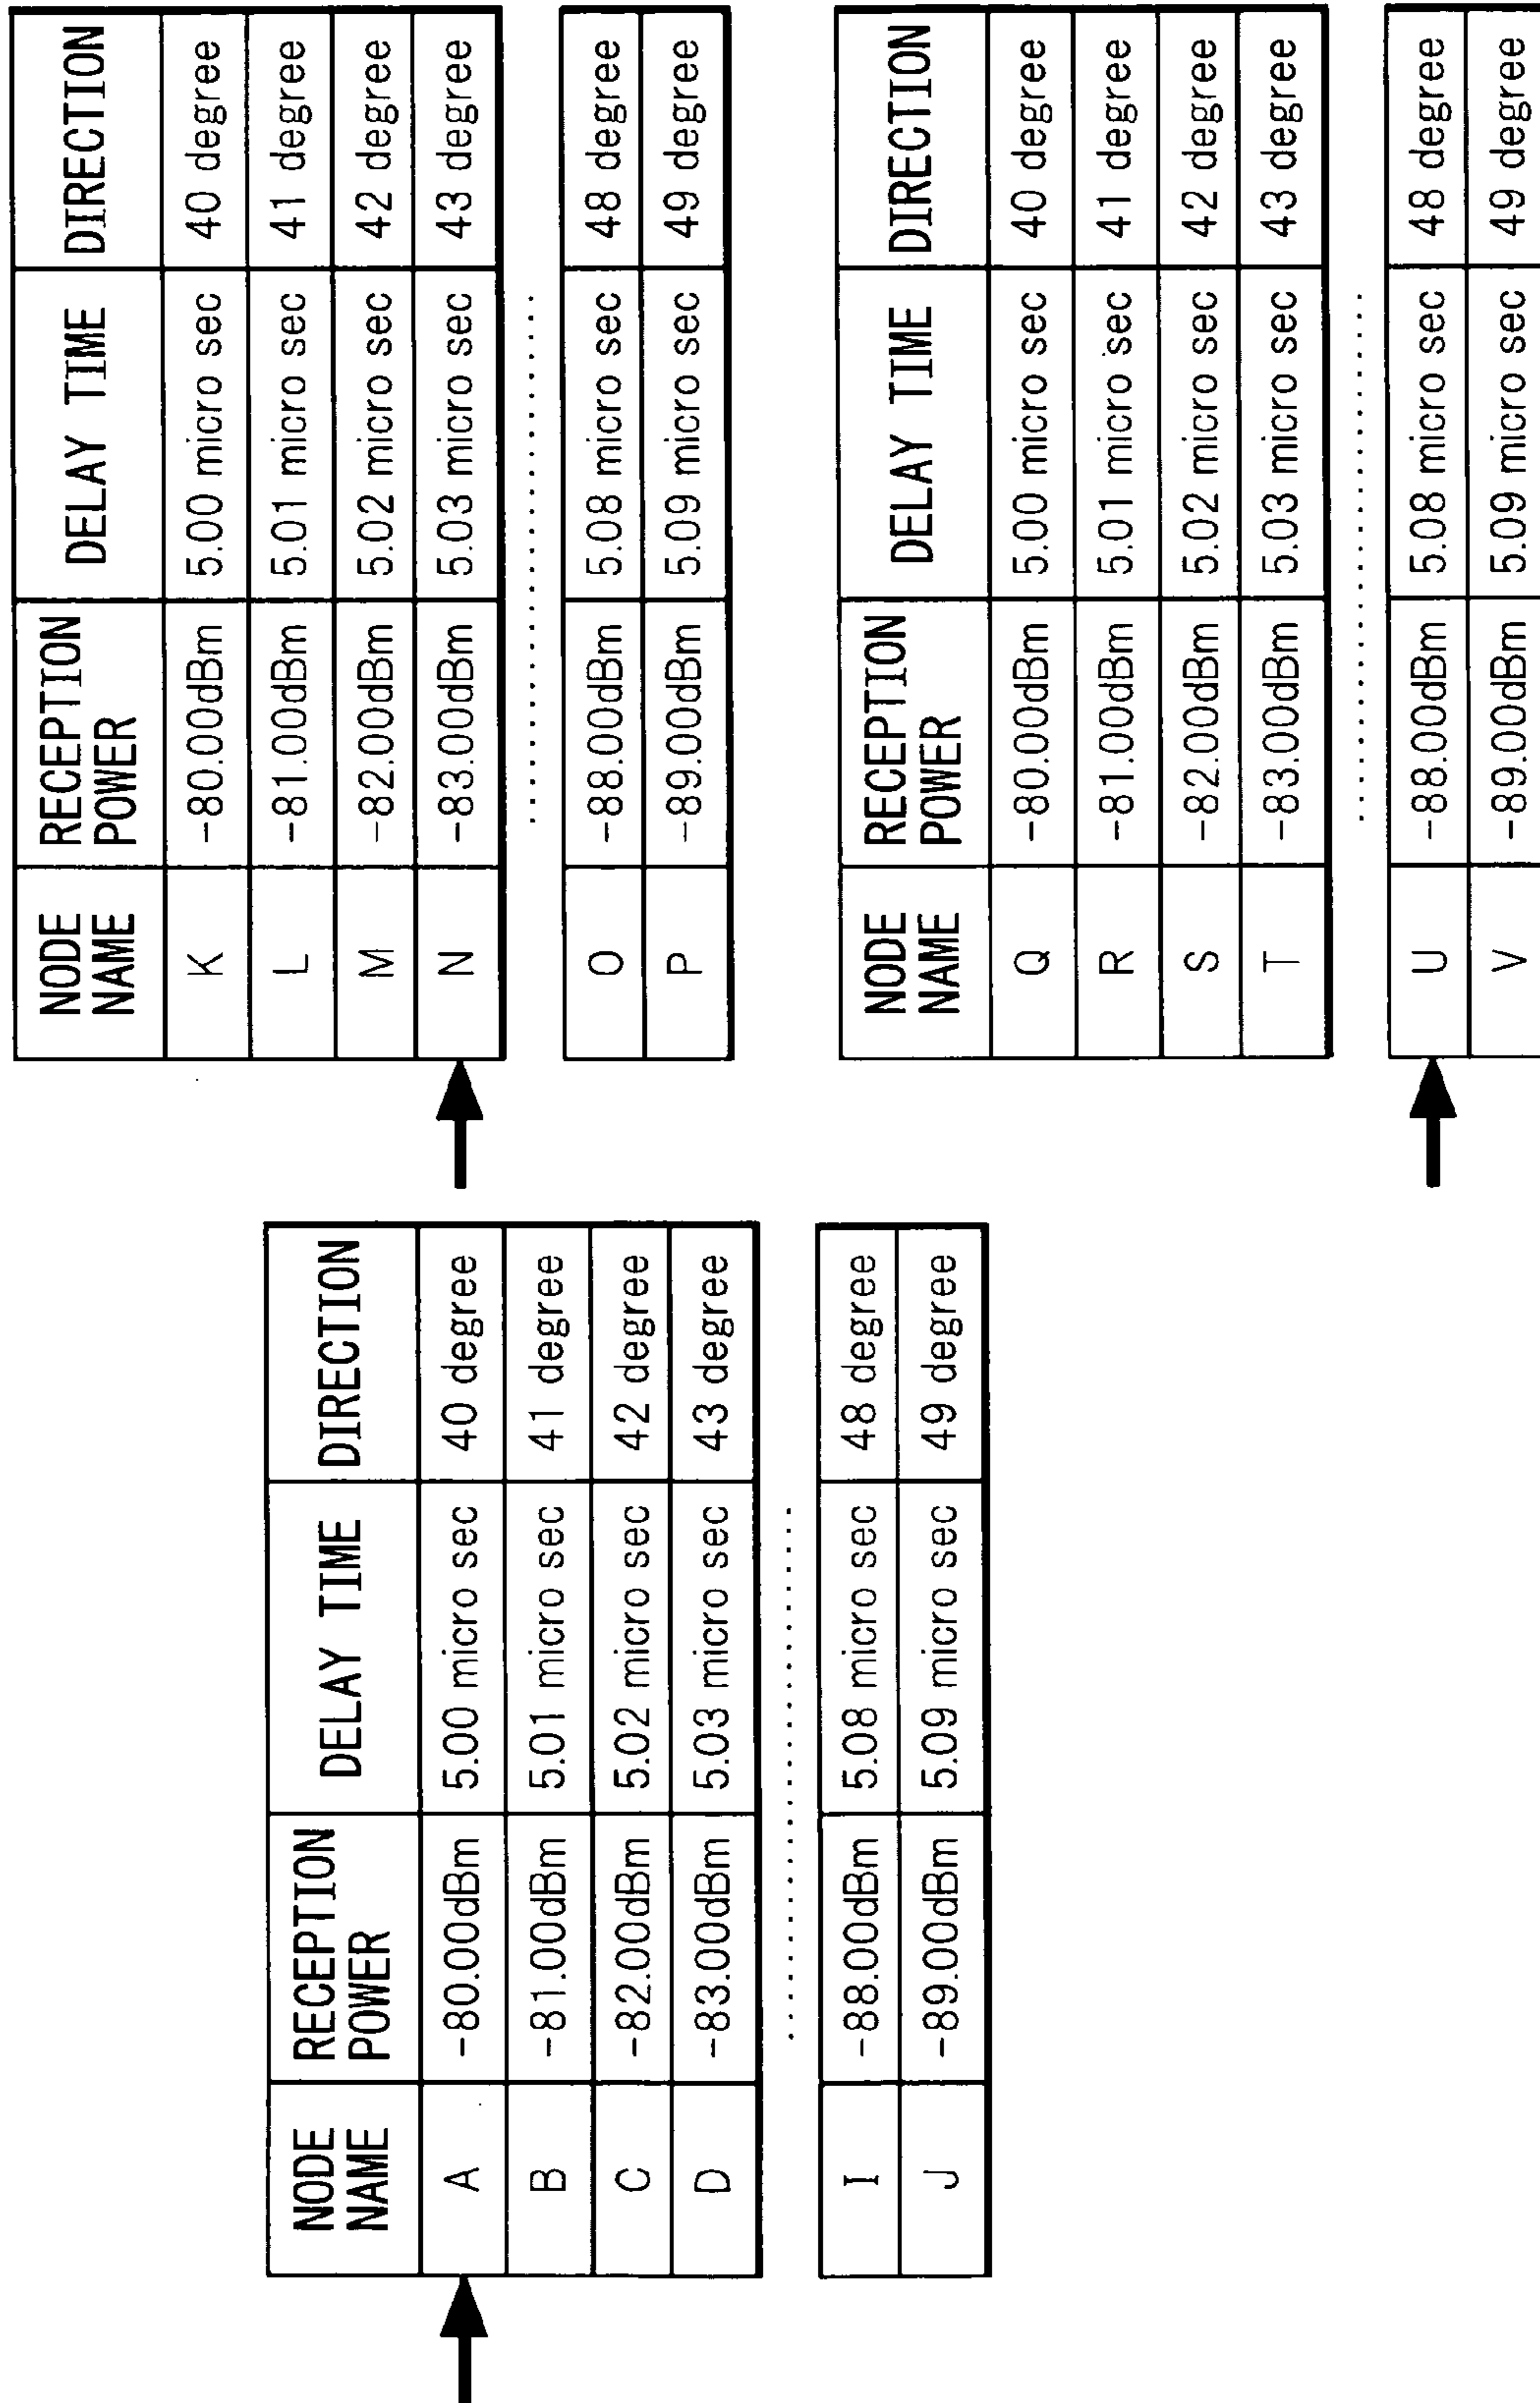 NODE NAME RECEPTION POWER DELAY TIME DIRECTION
A -80.00dBm 5.00 micro sec 40 degree
B -81.00dBm 5.01 micro sec 41 degree
C -82.00dBm 5.02 micro sec 42 degree
D -83.00dBm 5.03 micro sec 43 degree
I -88.00dBm 5.08 micro sec 48 degree
J -89.00dBm 5.09 micro sec 49 degree
NODE NAME RECEPTION POWER DELAY TIME DIRECTION
K -80.00dBm 5.00 micro sec 40 degree
L -81.00dBm 5.01 micro sec 41 degree
M -82.00dBm 5.02 micro sec 42 degree
N -83.00dBm 5.03 micro sec 43 degree
O -88.00dBm 5.08 micro sec 48 degree
P -89.00dBm 5.09 micro sec 49 degree
NODE NAME RECEPTION POWER DELAY TIME DIRECTION
Q -80.00dBm 5.00 micro sec 40 degree
R -81.00dBm 5.01 micro sec 41 degree
S -82.00dBm 5.02 micro sec 42 degree
T -83.00dBm 5.03 micro sec 43 degree
U -88.00dBm 5.08 micro sec 48 degree
V -89.00dBm 5.09 micro sec 49 degree